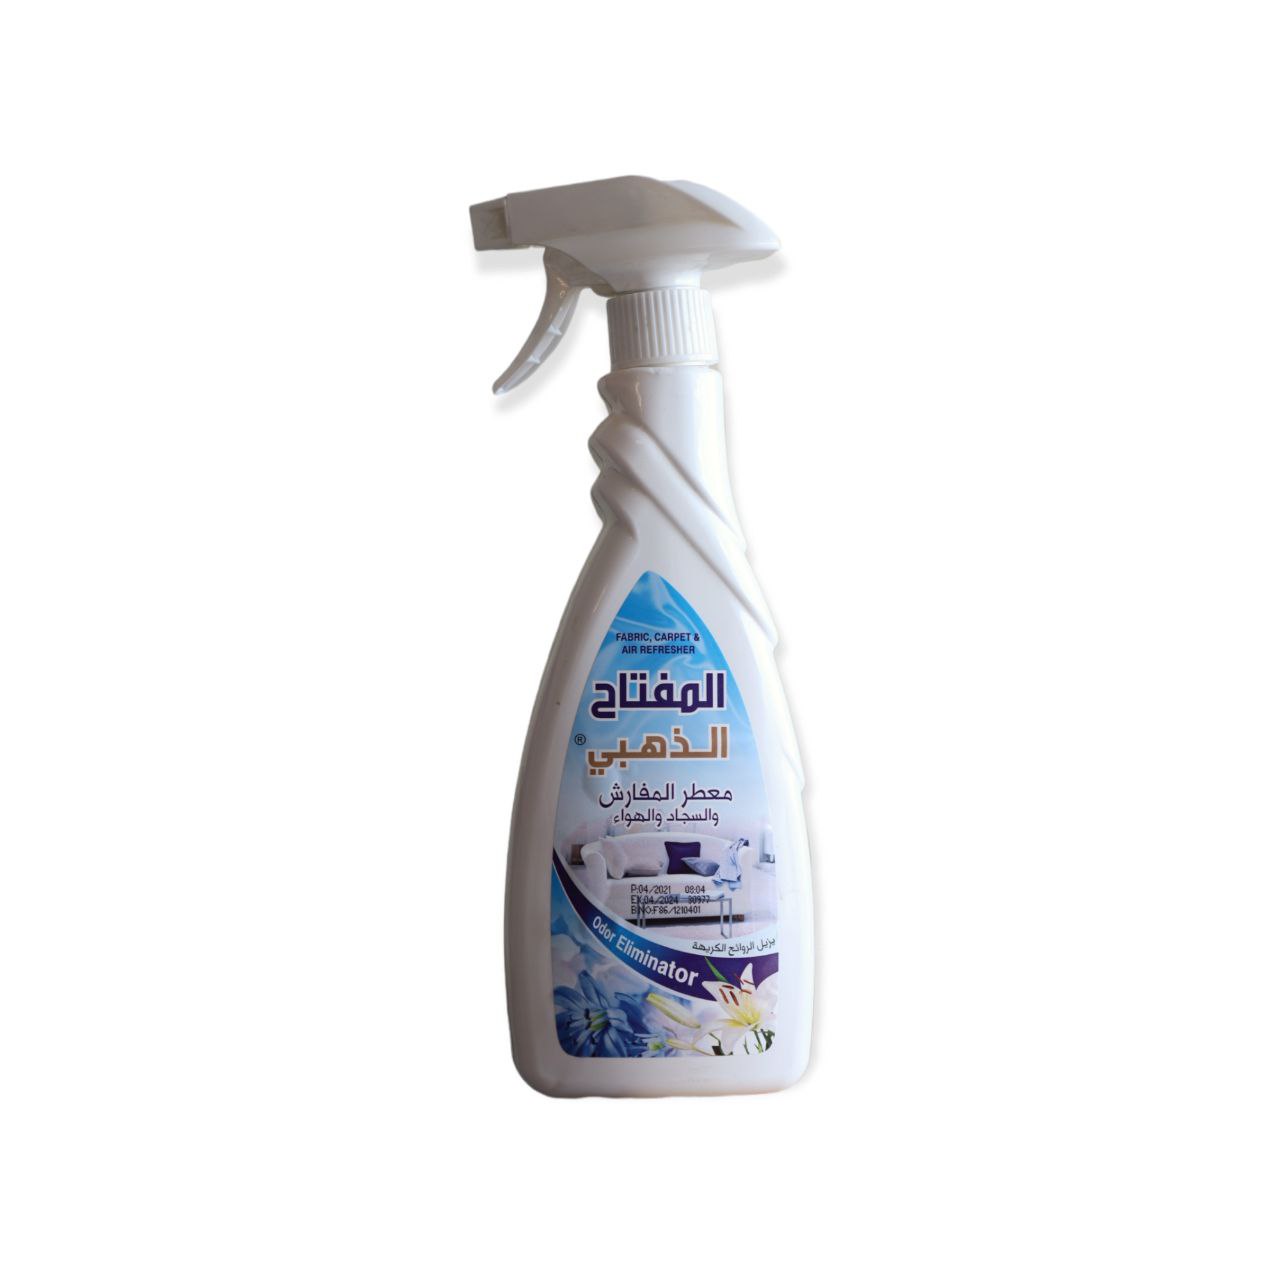 FABRIC, CARPET &
AIR REFRESHER
المفتاح
الذهبي ®
معطر المفارش
والسجاد والهواء
P:04/2021 08:04
EX:04/2024 80977
B.NO:F86/1210401
يزيل الروائح الكريهة
Odor Eliminator